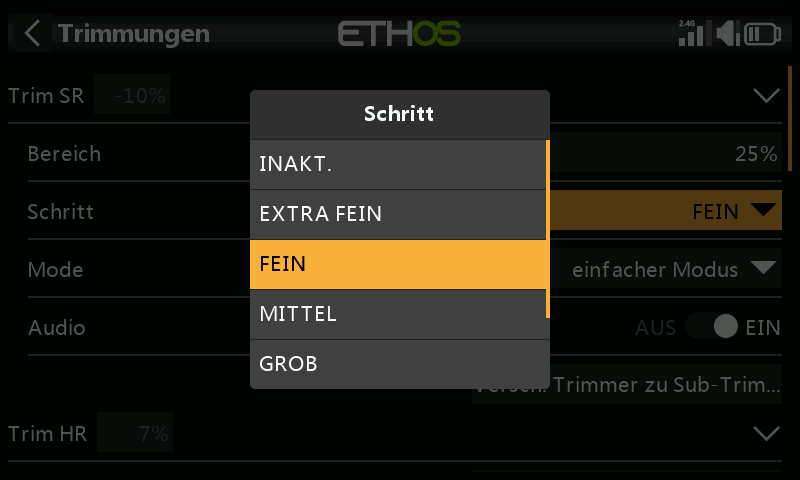 Trimmungen
ETHOS
2.4G
Trim SR -10%
Schritt
Bereich 25%
INAKT.
Schritt FEIN
EXTRA FEIN
FEIN
Mode einfacher Modus
MITTEL
Audio AUS EIN
GROB
Versch. Trimmer zu Sub-Trim...
Trim HR 7%